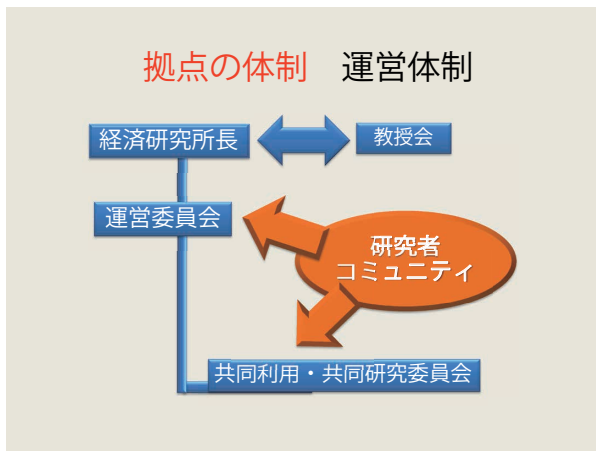 拠点の体制　運営体制
経済研究所長
教授会
運営委員会
研究者
コミュニティ
共同利用・共同研究委員会